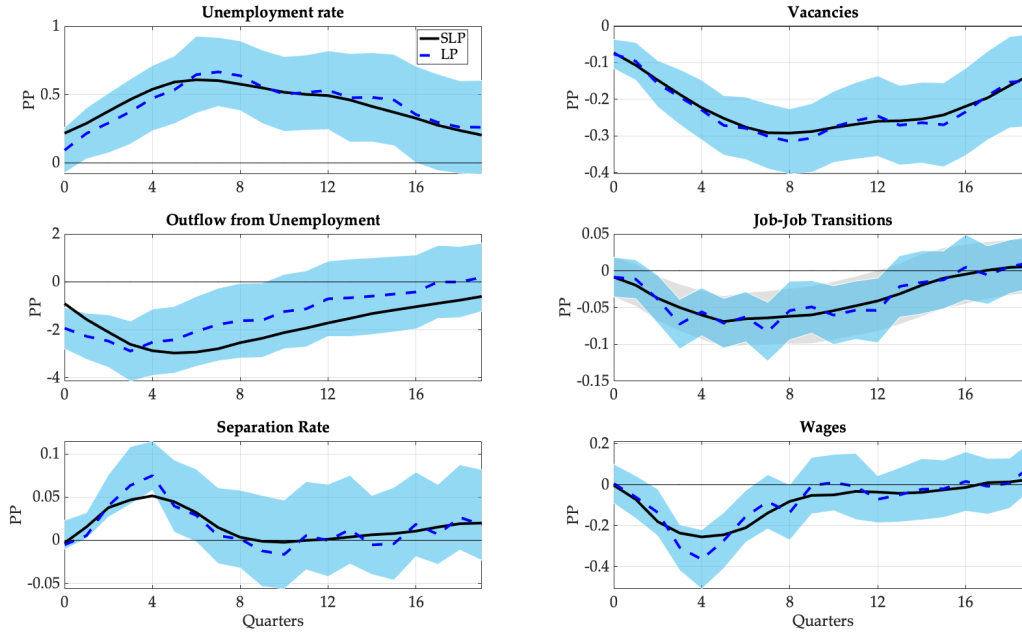 Unemployment rate
1
0.5
0
PP
SLP
LP
0 4 8 12 16
Vacancies
0
-0.1
-0.2
-0.3
-0.4
PP
0 4 8 12 16
Outflow from Unemployment
2
0
-2
-4
PP
0 4 8 12 16
Job-Job Transitions
0.05
0
-0.05
-0.1
-0.15
PP
0 4 8 12 16
Separation Rate
0.1
0.05
0
-0.05
PP
0 4 8 12 16
Quarters
Wages
0.2
0
-0.2
-0.4
PP
0 4 8 12 16
Quarters